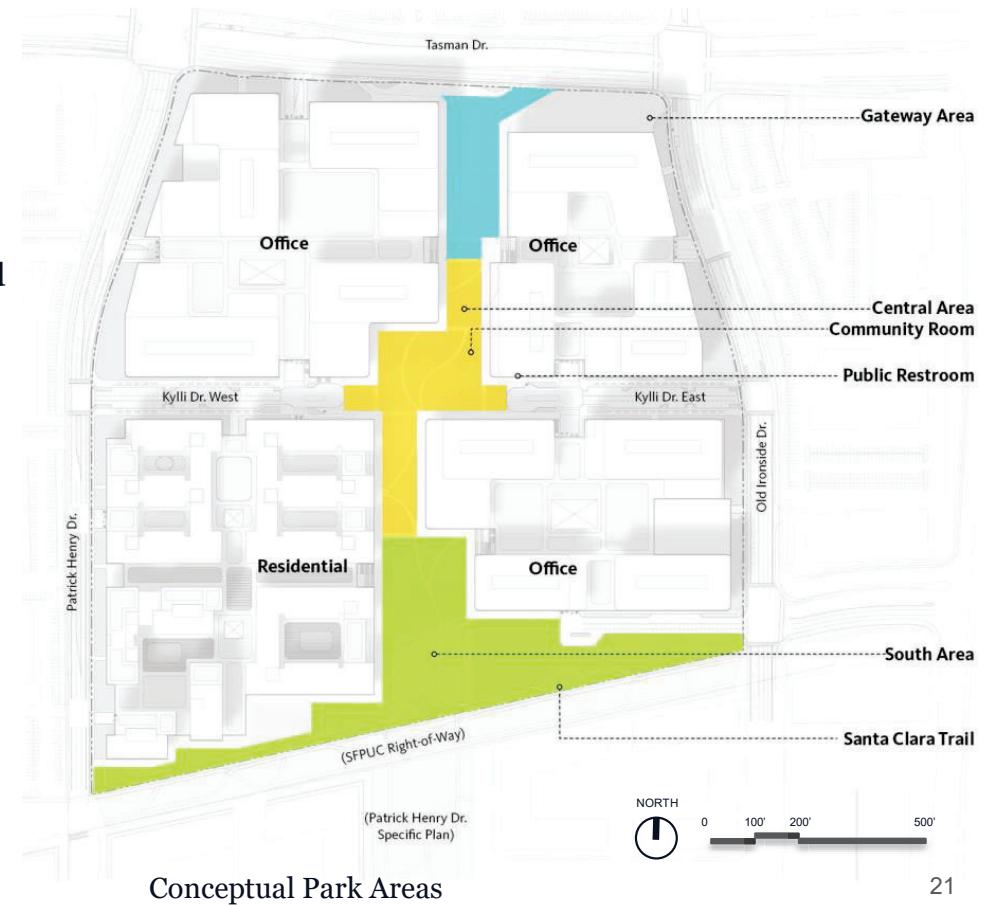 Tasman Dr.
Gateway Area
Office
Office
Central Area
Community Room
Public Restroom
Kylli Dr. West
Kylli Dr. East
Old Ironside Dr.
Patrick Henry Dr.
Residential
Office
South Area
Santa Clara Trail
(SFPUC Right-of-Way)
(Patrick Henry Dr.
Specific Plan)
NORTH
0 100' 200' 500'
Conceptual Park Areas
21